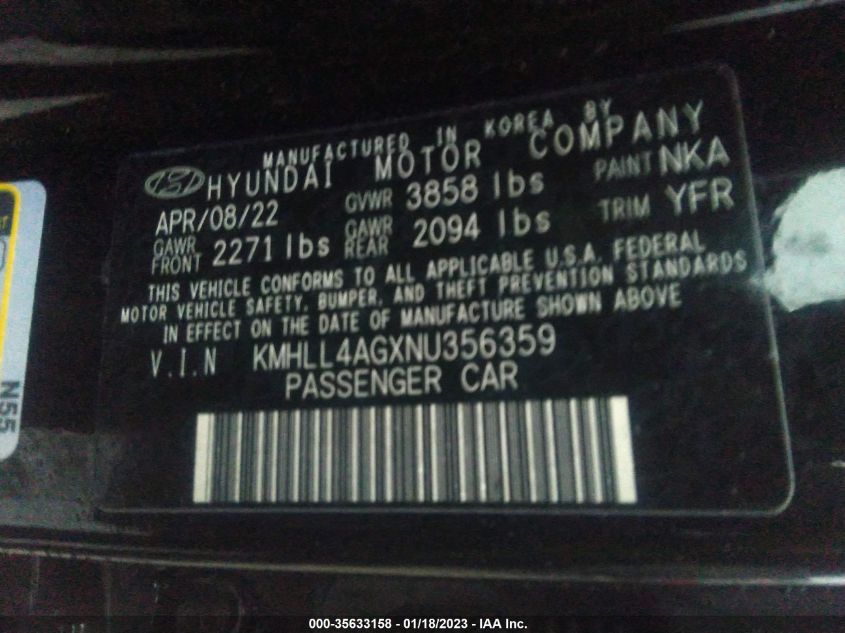 MANUFACTURED IN KOREA BY
HYUNDAI MOTOR COMPANY
APR/08/22 GVWR 3858 lbs PAINT NKA
GAWR FRONT 2271 lbs GAWR REAR 2094 lbs TRIM YFR
THIS VEHICLE CONFORMS TO ALL APPLICABLE U.S.A. FEDERAL
MOTOR VEHICLE SAFETY, BUMPER, AND THEFT PREVENTION STANDARDS
IN EFFECT ON THE DATE OF MANUFACTURE SHOWN ABOVE
V.I.N KMHLL4AGXNU356359
PASSENGER CAR
N55
000-35633158 — 01/18/2023 - IAA Inc.